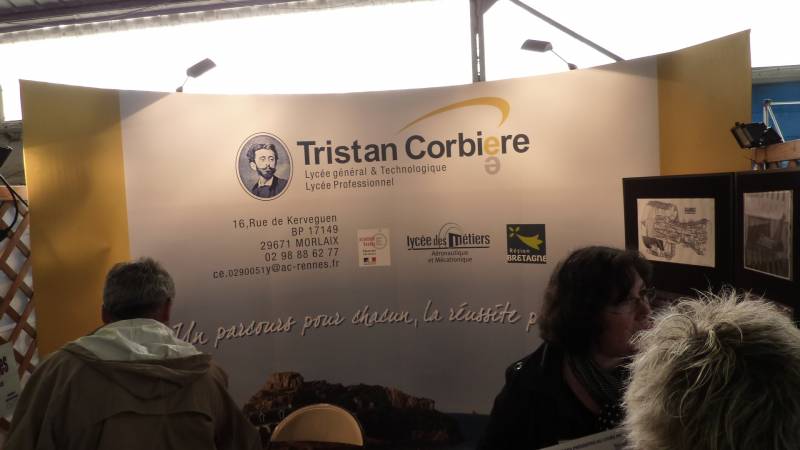 Tristan Corbière
Lycée général & Technologique
Lycée Professionnel
16,Rue de Kerveguen
BP 17149
29671 MORLAIX
02 98 88 62 77
ce.0290051y@ac-rennes.fr
lycée des métiers
Aéronautique
et Mécatronique
Région
BRETAGNE
Un parcours pour chacun, la réussite